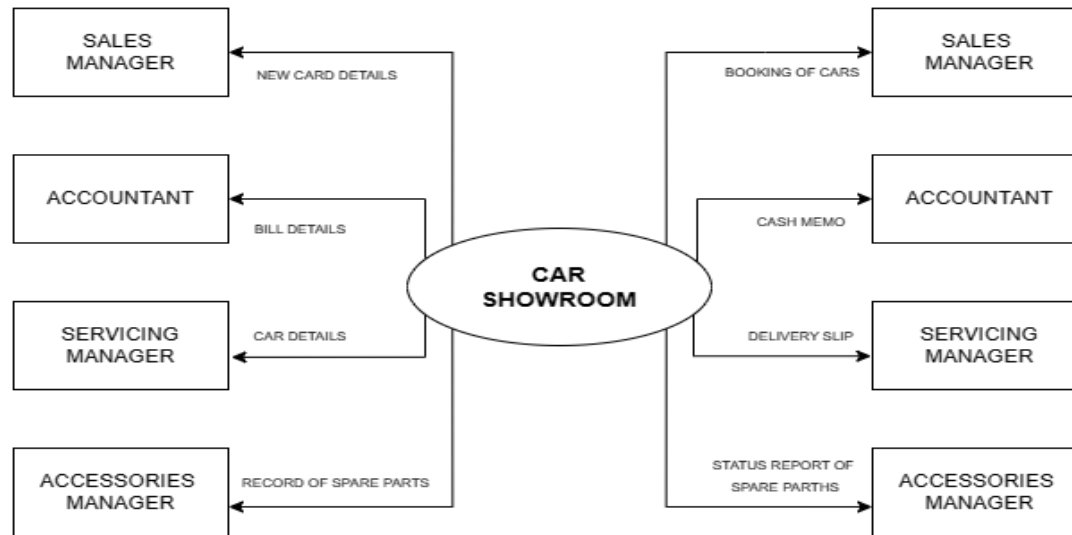 SALES
MANAGER
NEW CARD DETAILS
BOOKING OF CARS
SALES
MANAGER
ACCOUNTANT
BILL DETAILS
CASH MEMO
ACCOUNTANT
CAR
SHOWROOM
SERVICING
MANAGER
CAR DETAILS
DELIVERY SLIP
SERVICING
MANAGER
ACCESSORIES
MANAGER
RECORD OF SPARE PARTS
STATUS REPORT OF
SPARE PARTHS
ACCESSORIES
MANAGER